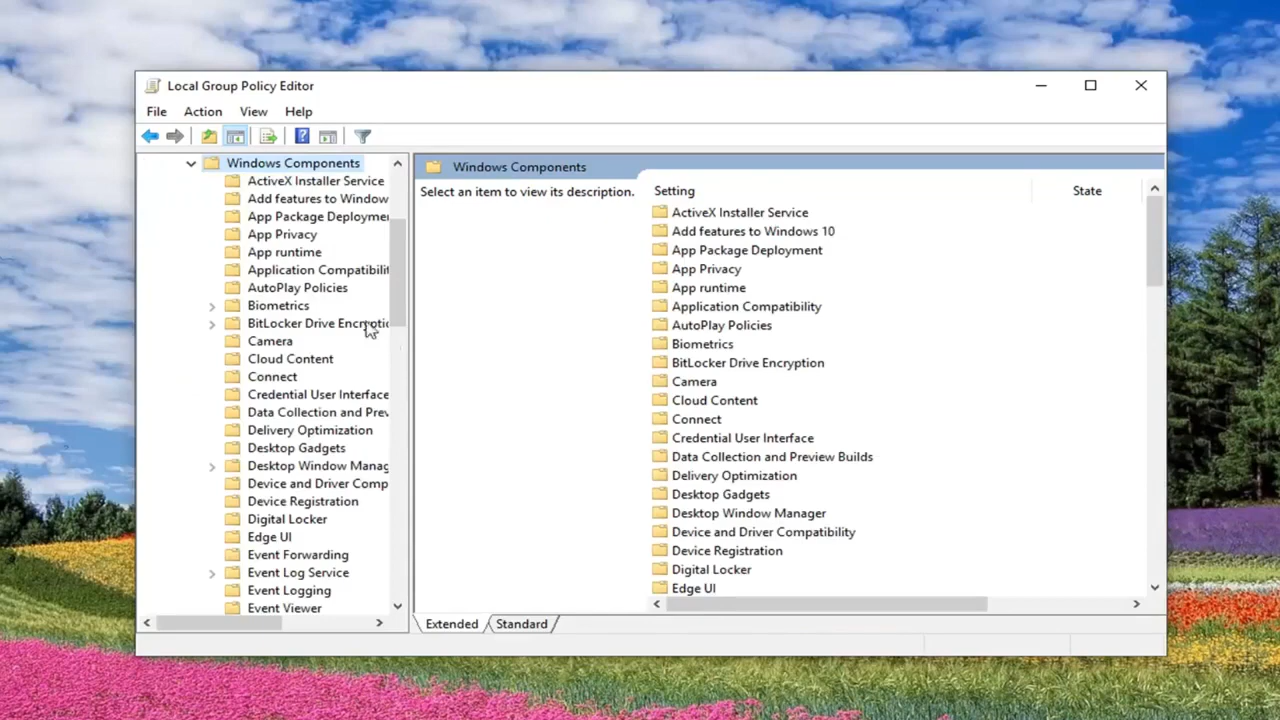 Local Group Policy Editor
File Action View Help
Windows Components
ActiveX Installer Service
Add features to Window
App Package Deployme
App Privacy
App runtime
Application Compatibilit
AutoPlay Policies
Biometrics
BitLocker Drive Encryptio
Camera
Cloud Content
Connect
Credential User Interface
Data Collection and Prev
Delivery Optimization
Desktop Gadgets
Desktop Window Manag
Device and Driver Comp
Device Registration
Digital Locker
Edge UI
Event Forwarding
Event Log Service
Event Logging
Event Viewer
Windows Components
Select an item to view its description.
Setting State
ActiveX Installer Service
Add features to Windows 10
App Package Deployment
App Privacy
App runtime
Application Compatibility
AutoPlay Policies
Biometrics
BitLocker Drive Encryption
Camera
Cloud Content
Connect
Credential User Interface
Data Collection and Preview Builds
Delivery Optimization
Desktop Gadgets
Desktop Window Manager
Device and Driver Compatibility
Device Registration
Digital Locker
Edge UI
Extended Standard